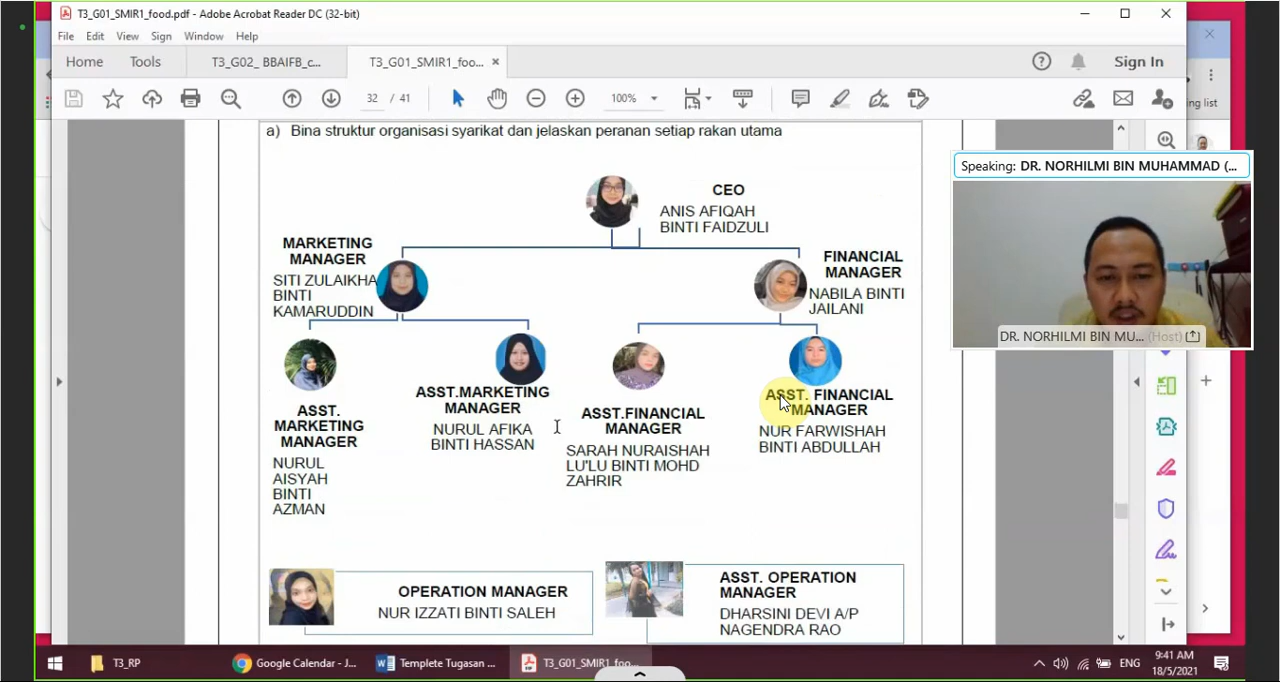 T3_G01_SMIR1_food.pdf - Adobe Acrobat Reader DC (32-bit)
File Edit View Sign Window Help
Home Tools T3_G02_ BBAIFB_c... T3_G01_SMIR1_foo... × Sign In
32 / 41 100%
ng list
a) Bina struktur organisasi syarikat dan jelaskan peranan setiap rakan utama
Speaking: DR. NORHILMI BIN MUHAMMAD (...
DR. NORHILMI BIN MU... (Host)
CEO
ANIS AFIQAH
BINTI FAIDZULI
MARKETING
MANAGER
SITI ZULAIKHA
BINTI
KAMARUDDIN
FINANCIAL
MANAGER
NABILA BINTI
JAILANI
ASST.
MARKETING
MANAGER
NURUL
AISYAH
BINTI
AZMAN
ASST.MARKETING
MANAGER
NURUL AFIKA
BINTI HASSAN
ASST.FINANCIAL
MANAGER
SARAH NURAISHAH
LU'LU BINTI MOHD
ZAHRIR
ASST. FINANCIAL
MANAGER
NUR FARWISHAH
BINTI ABDULLAH
OPERATION MANAGER
NUR IZZATI BINTI SALEH
ASST. OPERATION
MANAGER
DHARSINI DEVI A/P
NAGENDRA RAO
T3_RP Google Calendar - J... Templete Tugasan ... T3_G01_SMIR1_foo... ENG
9:41 AM
18/5/2021